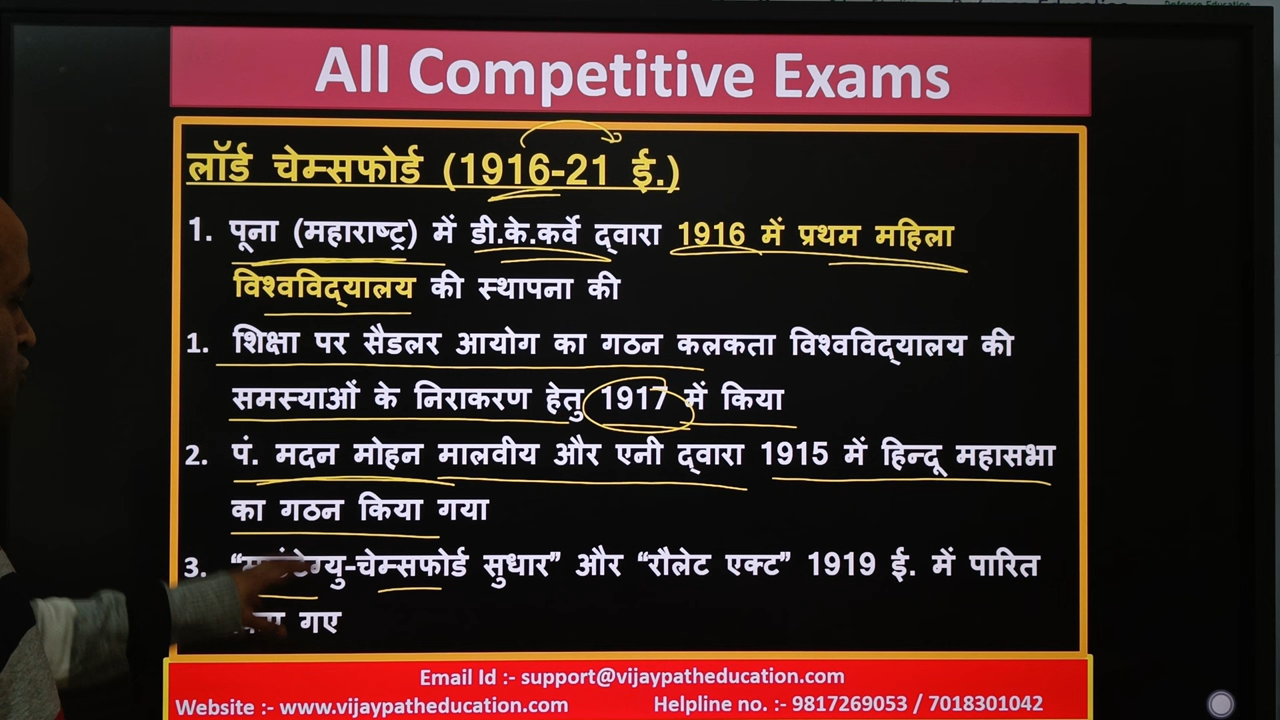 All Competitive Exams
लॉर्ड चेम्सफोर्ड (1916-21 ई.)
1. पूना (महाराष्ट्र) में डी.के.कर्वे द्वारा 1916 में प्रथम महिला
विश्वविद्यालय की स्थापना की
1. शिक्षा पर सैडलर आयोग का गठन कलकता विश्वविद्यालय की
समस्याओं के निराकरण हेतु 1917 में किया
2. पं. मदन मोहन मालवीय और एनी द्वारा 1915 में हिन्दू महासभा
का गठन किया गया
3. चेम्सफोर्ड सुधार” और “रौलेट एक्ट” 1919 ई. में पारित
गए
Email Id :- support@vijaypatheducation.com
Website :- www.vijaypatheducation.com Helpline no. :- 9817269053 / 7018301042